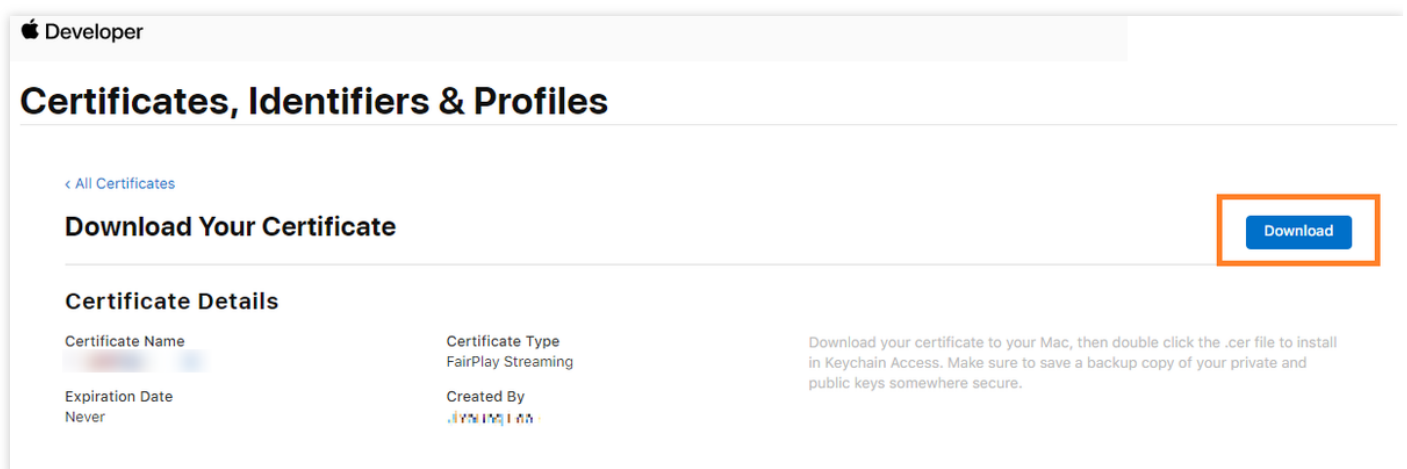 Developer
Certificates, Identifiers & Profiles
< All Certificates
Download Your Certificate
Download
Certificate Details
Certificate Name
Certificate Type
FairPlay Streaming
Download your certificate to your Mac, then double click the .cer file to install
in Keychain Access. Make sure to save a backup copy of your private and
public keys somewhere secure.
Expiration Date
Never
Created By